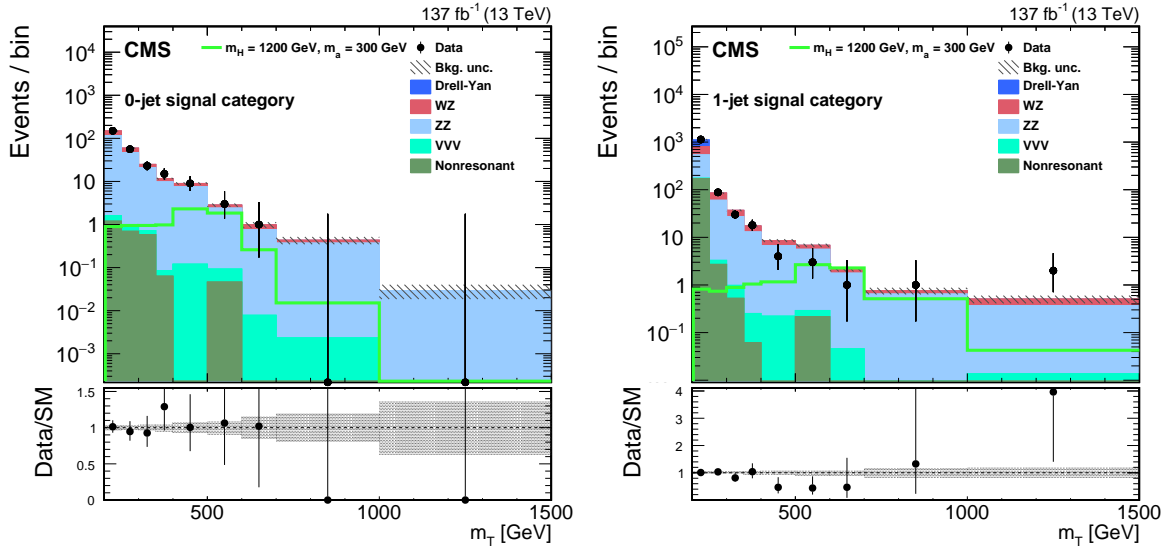 137 fb⁻¹ (13 TeV)
CMS
m_H = 1200 GeV, m_a = 300 GeV
Data
Bkg. unc.
Drell-Yan
WZ
ZZ
VVV
Nonresonant
0-jet signal category
Events / bin
10⁴
10³
10²
10
1
10⁻¹
10⁻²
10⁻³
Data/SM
1.5
1
0.5
0
500
1000
1500
m_T [GeV]
137 fb⁻¹ (13 TeV)
CMS
m_H = 1200 GeV, m_a = 300 GeV
Data
Bkg. unc.
Drell-Yan
WZ
ZZ
VVV
Nonresonant
1-jet signal category
Events / bin
10⁵
10⁴
10³
10²
10
1
10⁻¹
Data/SM
4
3
2
1
500
1000
1500
m_T [GeV]